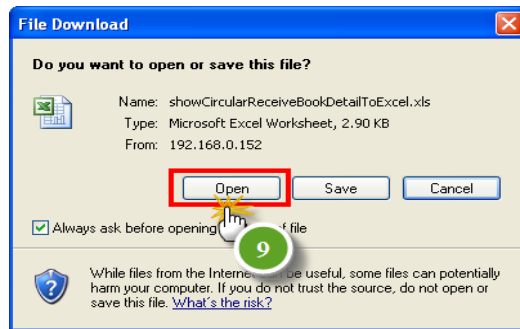 File Download
Do you want to open or save this file?
Name: showCircularReceiveBookDetailToExcel.xls
Type: Microsoft Excel Worksheet, 2.90 KB
From: 192.168.0.152
Open Save Cancel
Always ask before opening of file
9
While files from the Internet be useful, some files can potentially
harm your computer. If you do not trust the source, do not open or
save this file. What's the risk?